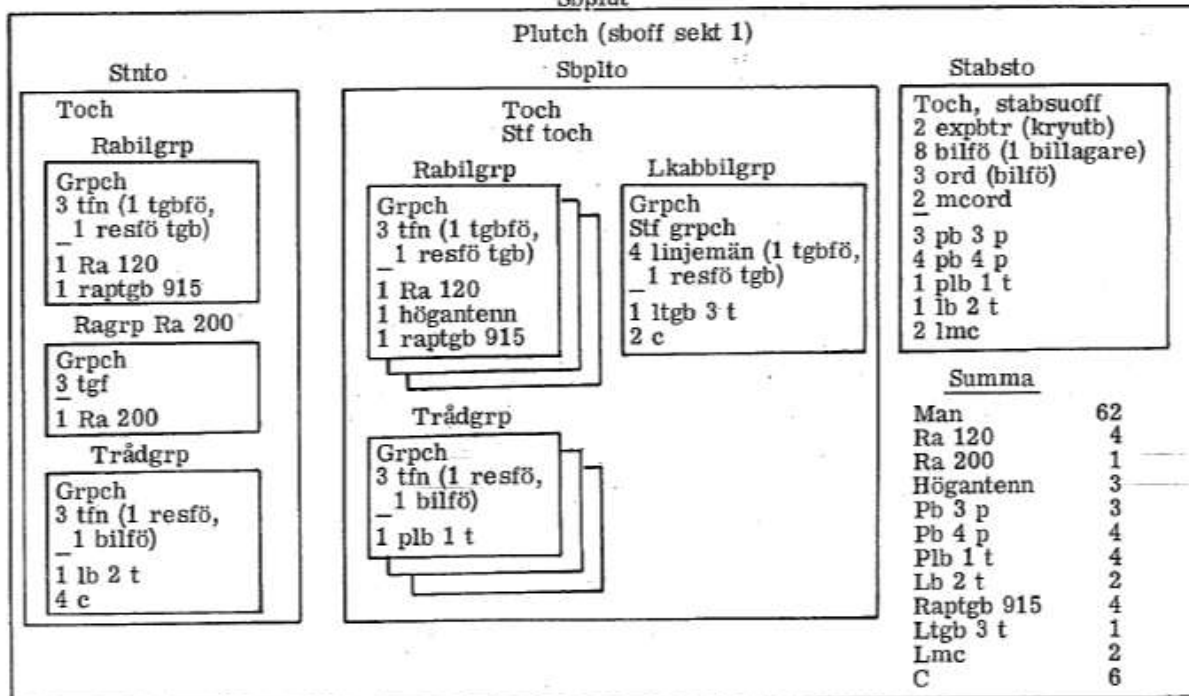 Plutch (sboff sekt 1)
Stnto
Toch
Rabilgrp
Grpch
3 tfn (1 tgbfö,
1 resfö tgb)
1 Ra 120
1 raptgb 915
Ragrp Ra 200
Grpch
3 tgf
1 Ra 200
Trådgrp
Grpch
3 tfn (1 resfö,
1 bilfö)
1 lb 2 t
4 c
Sbplto
Toch
Stf toch
Rabilgrp
Grpch
3 tfn (1 tgbfö,
1 resfö tgb)
1 Ra 120
1 högantenn
1 raptgb 915
Lkabbilgrp
Grpch
Stf grpch
4 linjemän (1 tgbfö,
1 resfö tgb)
1 ltgb 3 t
2 c
Trådgrp
Grpch
3 tfn (1 resfö,
1 bilfö)
1 plb 1 t
Stabsto
Toch, stabsuoff
2 expbtr (kryutb)
8 bilfö (1 billagare)
3 ord (bilfö)
2 mcord
3 pb 3 p
4 pb 4 p
1 plb 1 t
1 lb 2 t
2 lmc
Summa
Man 62
Ra 120 4
Ra 200 1
Högantenn 3
Pb 3 p 3
Pb 4 p 4
Plb 1 t 4
Lb 2 t 2
Raptgb 915 4
Ltgb 3 t 1
Lmc 2
C 6